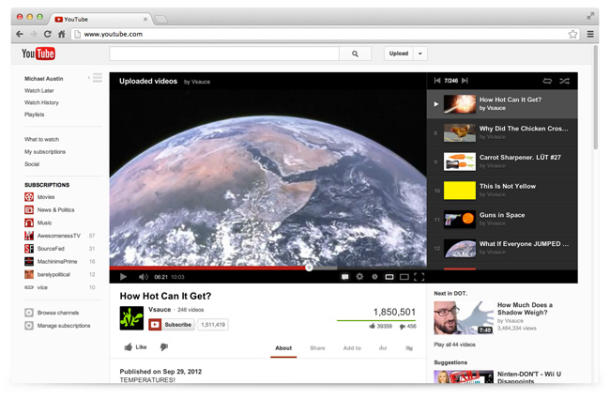 YouTube
www.youtube.com
YouTube
Upload
Michael Austin
Watch Later
Watch History
Playlists
What to watch
My subscriptions
Social
SUBSCRIPTIONS
Movies
News & Politics
Music
AwesomenessTV 57
SourceFed 31
MachinimaPrime 16
barelypolitical 12
vice 10
Browse channels
Manage subscriptions
Uploaded videos by Vsauce
06:21 10:03
7/246
How Hot Can It Get?
by Vsauce
8
Why Did The Chicken Cros...
by Vsauce
Carrot Sharpener. LÜT #27
by Vsauce
10
This Is Not Yellow
by Vsauce
11
Guns in Space
by Vsauce
12
What If Everyone JUMPED ...
by Vsauce
How Hot Can It Get?
Vsauce · 246 videos
Subscribe 1,511,419
1,850,501
39359 456
Like
About Share Add to
Published on Sep 29, 2012
TEMPERATURES!
Next in DOT.
How Much Does a
Shadow Weigh?
by Vsauce
3,484,334 views
7:40
Play all 44 videos
Suggestions
Ninten-DON'T - Wii U
Disappoints